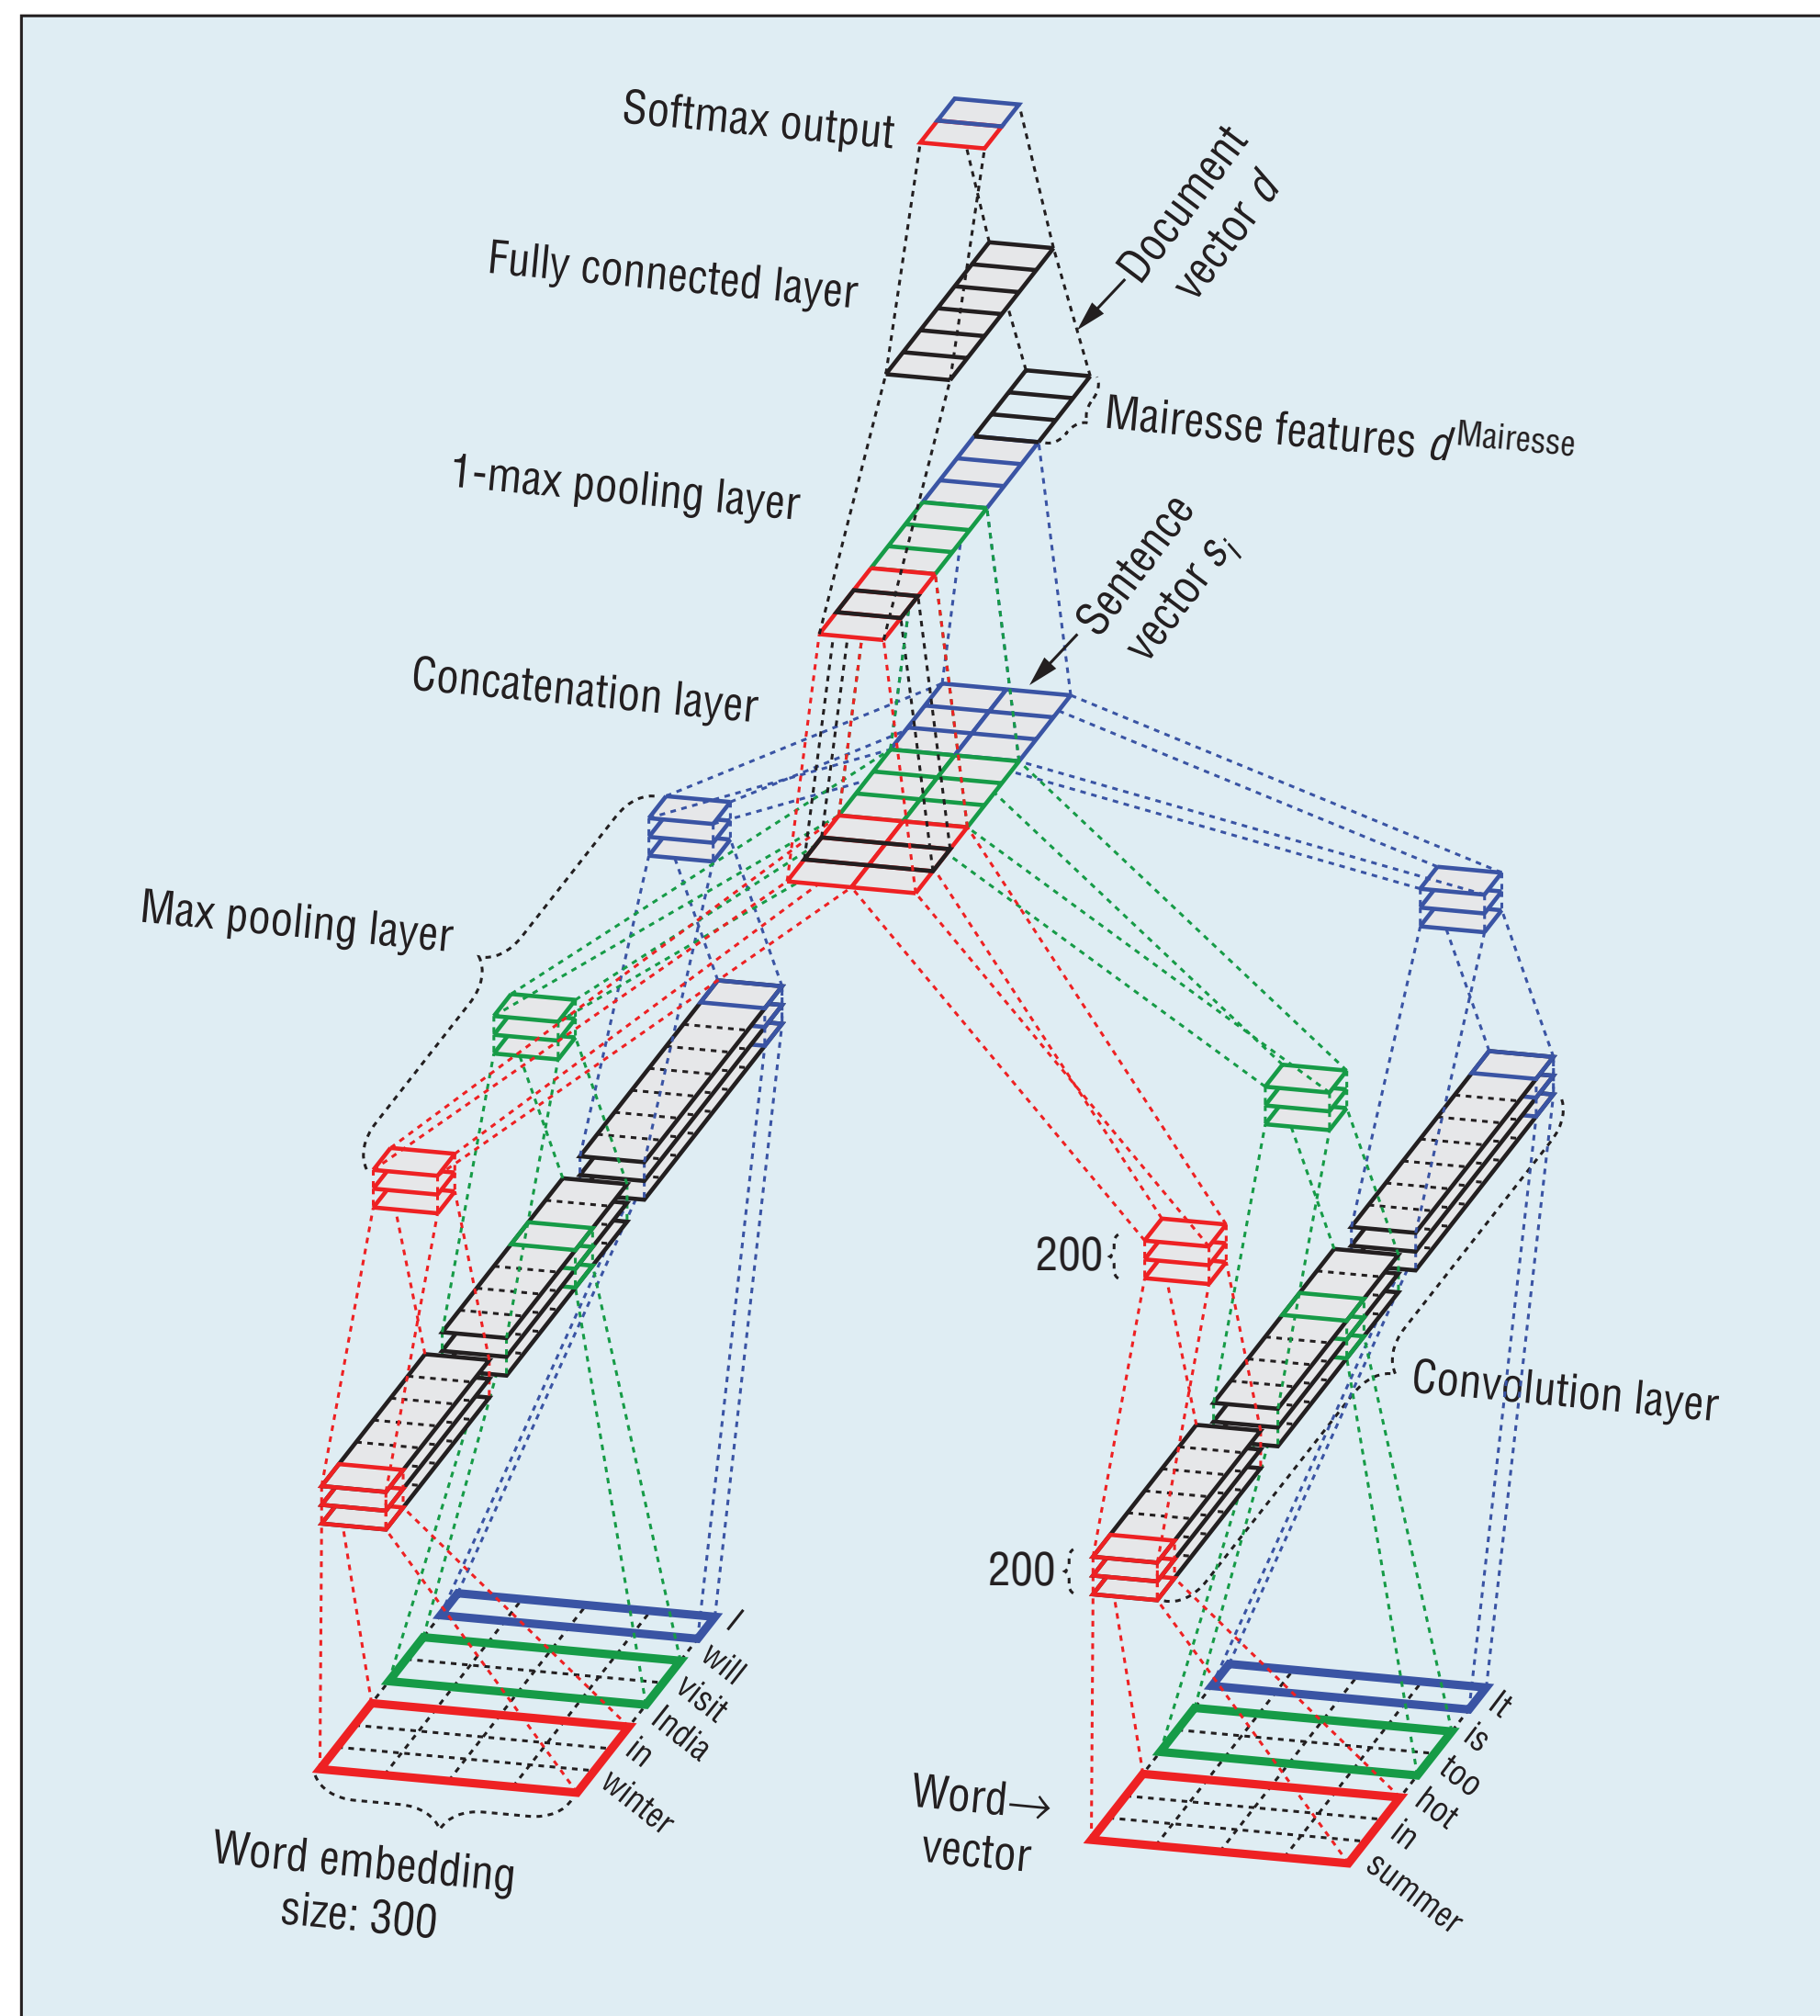 Softmax output
Document
vector d
Fully connected layer
Mairesse features d^Mairesse
1-max pooling layer
Sentence
vector s_i
Concatenation layer
Max pooling layer
200
Convolution layer
200
I
will
visit
India
in
winter
It
is
too
hot
in
summer
Word→
vector
Word embedding
size: 300